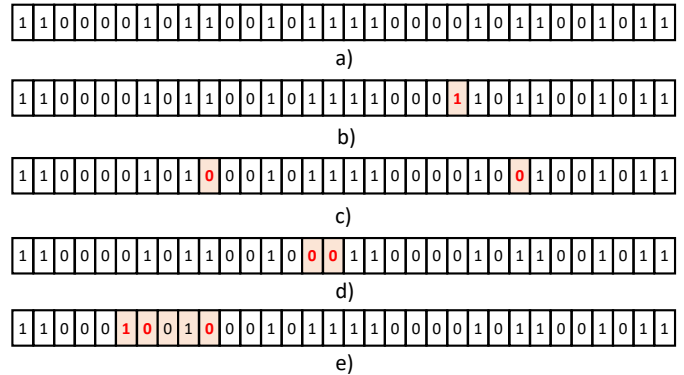 1 1 0 0 0 0 1 0 1 1 0 0 1 0 1 1 1 1 0 0 0 0 1 0 1 1 0 0 1 0 1 1
a)
1 1 0 0 0 0 1 0 1 1 0 0 1 0 1 1 1 1 0 0 0 1 1 0 1 1 0 0 1 0 1 1
b)
1 1 0 0 0 0 1 0 1 0 0 0 1 0 1 1 1 1 0 0 0 0 1 0 0 1 0 0 1 0 1 1
c)
1 1 0 0 0 0 1 0 1 1 0 0 1 0 0 0 1 1 0 0 0 0 1 0 1 1 0 0 1 0 1 1
d)
1 1 0 0 0 1 0 0 1 0 0 0 1 0 1 1 1 1 0 0 0 0 1 0 1 1 0 0 1 0 1 1
e)